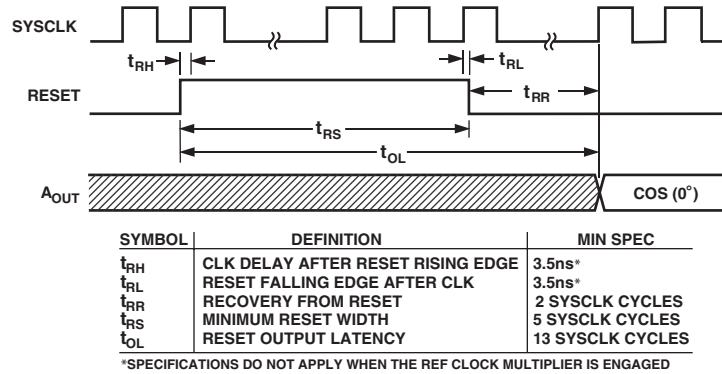 SYSCLK
tRH
tRL
RESET
tRR
tRS
tOL
AOUT
COS (0°)
SYMBOL DEFINITION MIN SPEC
tRH CLK DELAY AFTER RESET RISING EDGE 3.5ns*
tRL RESET FALLING EDGE AFTER CLK 3.5ns*
tRR RECOVERY FROM RESET 2 SYSCLK CYCLES
tRS MINIMUM RESET WIDTH 5 SYSCLK CYCLES
tOL RESET OUTPUT LATENCY 13 SYSCLK CYCLES
*SPECIFICATIONS DO NOT APPLY WHEN THE REF CLOCK MULTIPLIER IS ENGAGED